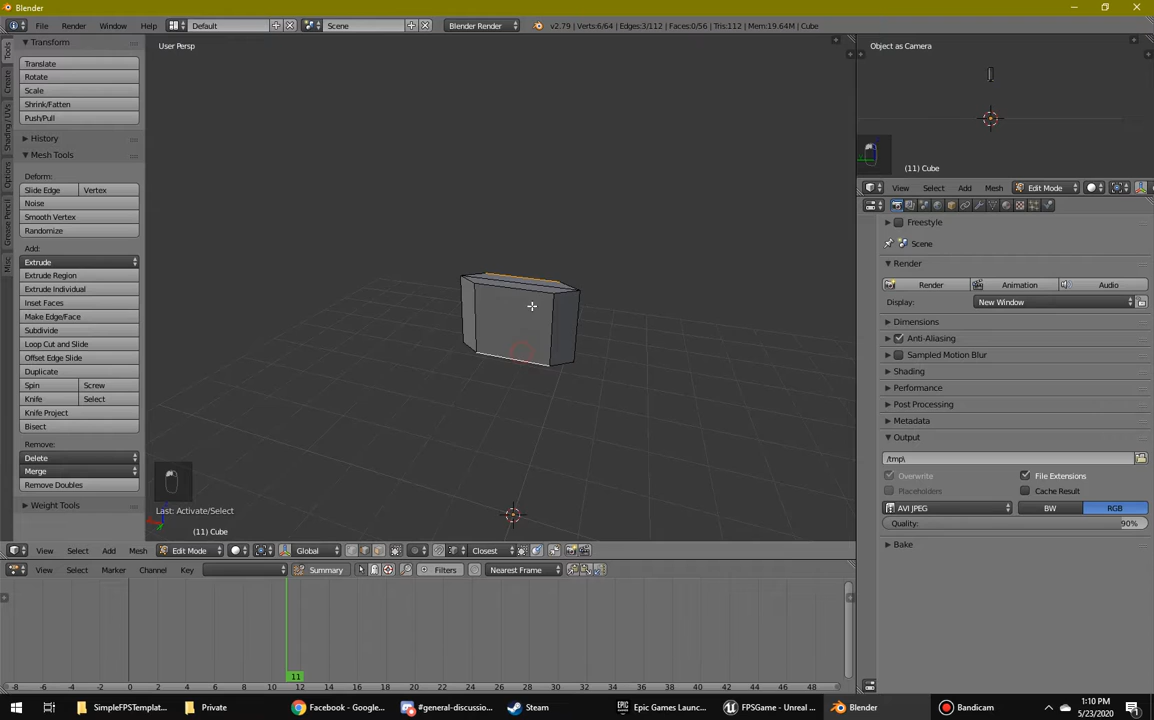 Blender
File Render Window Help Default Scene Blender Render v2.79 | Verts:6/64 | Edges:3/112 | Faces:0/56 | Tris:112 | Mem:19.64M | Cube
Tools
Create
Shading / UVs
Options
Grease Pencil
Misc
Transform
Translate
Rotate
Scale
Shrink/Fatten
Push/Pull
History
Mesh Tools
Deform:
Slide Edge Vertex
Noise
Smooth Vertex
Randomize
Add:
Extrude
Extrude Region
Extrude Individual
Inset Faces
Make Edge/Face
Subdivide
Loop Cut and Slide
Offset Edge Slide
Duplicate
Spin Screw
Knife Select
Knife Project
Bisect
Remove:
Delete
Merge
Remove Doubles
Weight Tools
User Persp
Last: Activate/Select
(11) Cube
View Select Add Mesh Edit Mode Global Closest
View Select Marker Channel Key Summary Filters Nearest Frame
-8 -6 -4 -2 0 2 4 6 8 10 12 14 16 18 20 22 24 26 28 30 32 34 36 38 40 42 44 46 48
11
Object as Camera
(11) Cube
View Select Add Mesh Edit Mode
Freestyle
Scene
Render
Render Animation Audio
Display: New Window
Dimensions
Anti-Aliasing
Sampled Motion Blur
Shading
Performance
Post Processing
Metadata
Output
/tmp\
Overwrite File Extensions
Placeholders Cache Result
AVI JPEG BW RGB
Quality: 90%
Bake
SimpleFPSTemplat... Private Facebook - Google... #general-discussio... Steam Epic Games Launc... FPSGame - Unreal ... Blender Bandicam
1:10 PM
5/23/2020